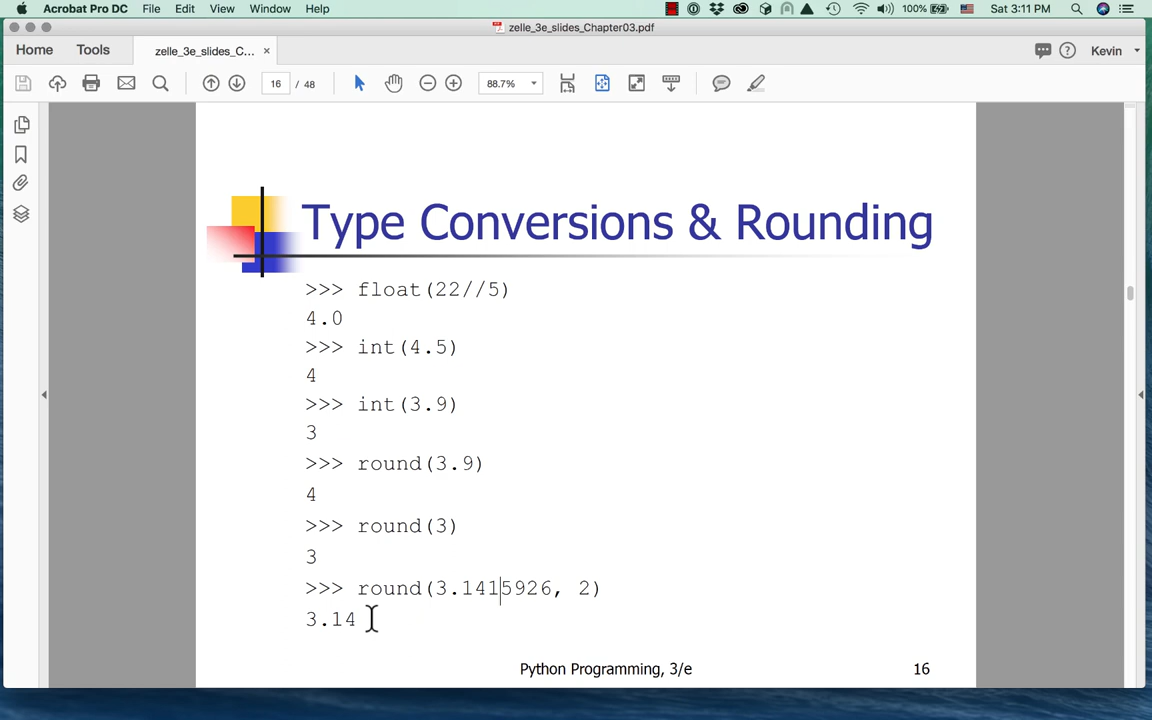 Acrobat Pro DC File Edit View Window Help 100% Sat 3:11 PM
zelle_3e_slides_Chapter03.pdf
Home Tools zelle_3e_slides_C... × Kevin
16 / 48 88.7%
Type Conversions & Rounding
>>> float(22//5)
4.0
>>> int(4.5)
4
>>> int(3.9)
3
>>> round(3.9)
4
>>> round(3)
3
>>> round(3.1415926, 2)
3.14
Python Programming, 3/e 16